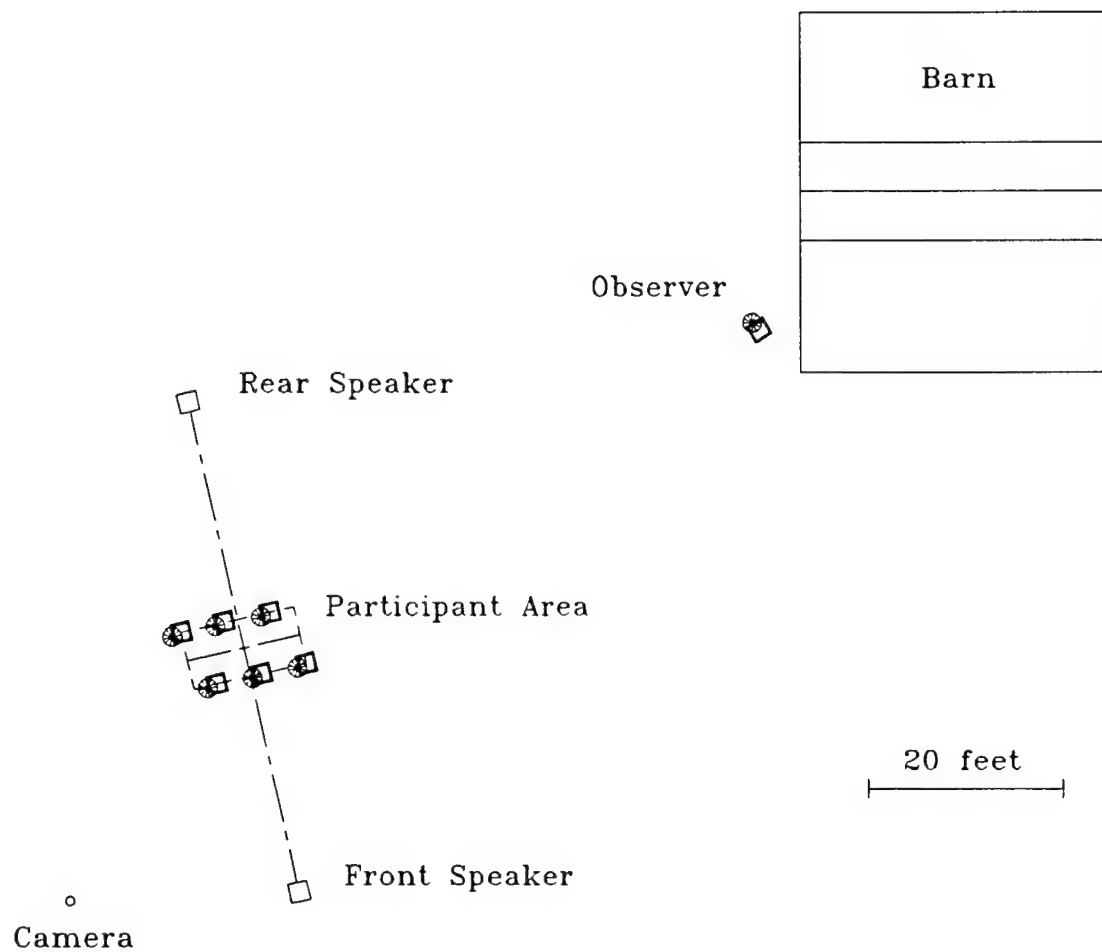 Barn
Observer
Rear Speaker
Participant Area
20 feet
Front Speaker
Camera